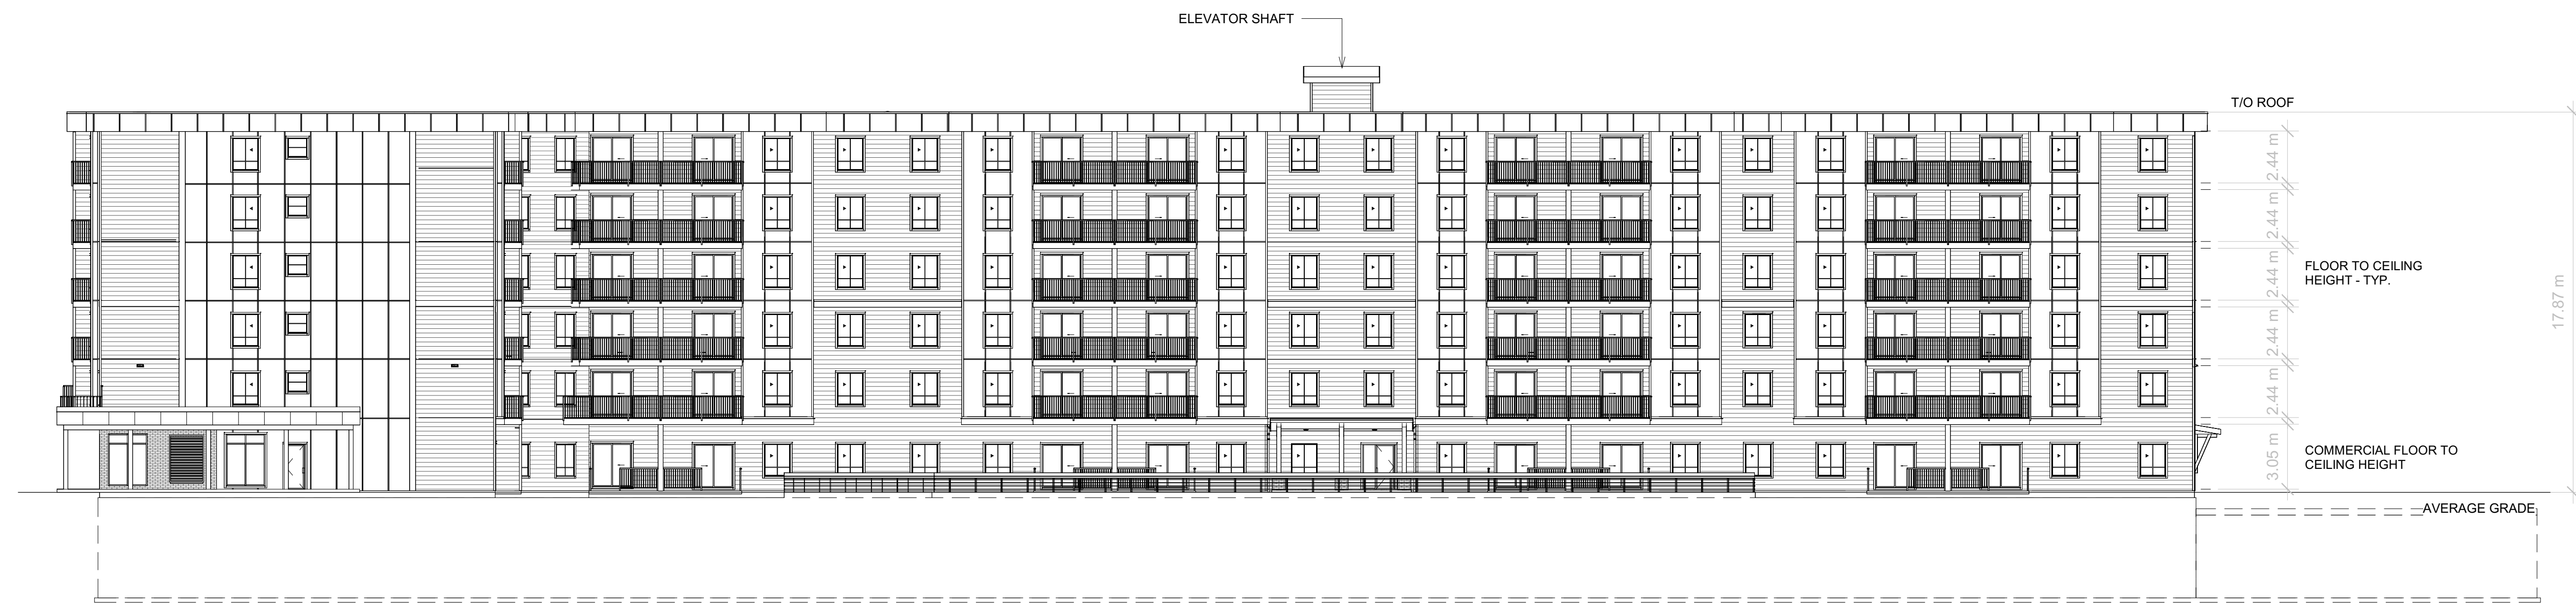 ELEVATOR SHAFT
T/O ROOF
2.44 m
2.44 m
FLOOR TO CEILING
HEIGHT - TYP.
2.44 m
17.87 m
2.44 m
2.44 m
COMMERCIAL FLOOR TO
CEILING HEIGHT
3.05 m
AVERAGE GRADE